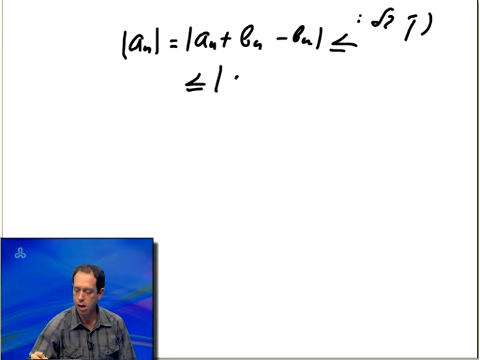 |aₙ| = |aₙ + bₙ - bₙ| ≤
≤ | .